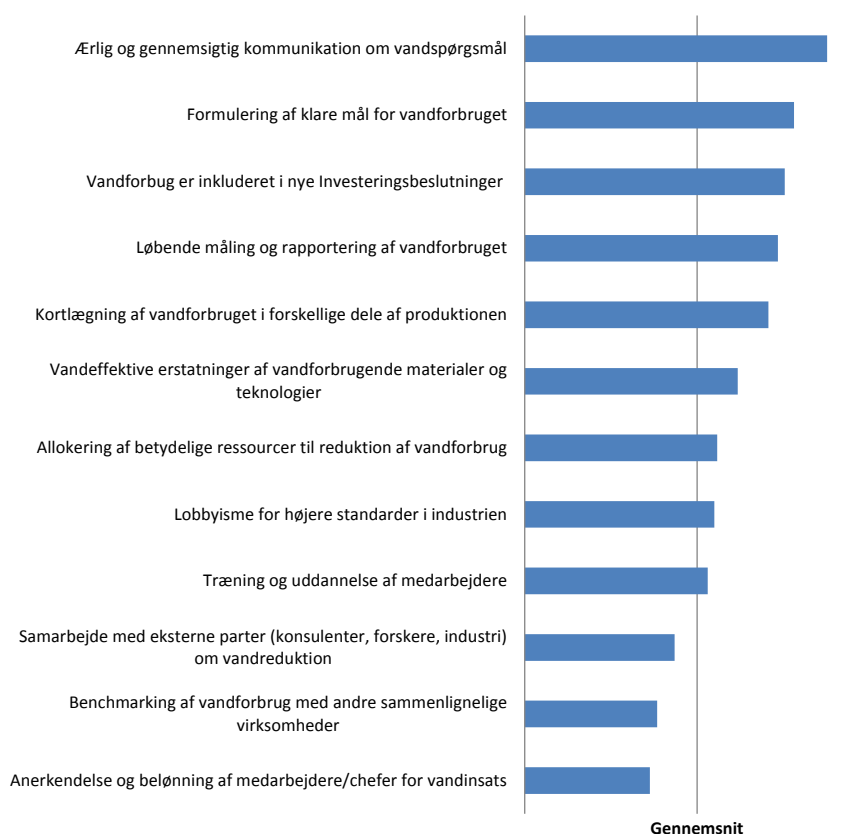 Ærlig og gennemsigtig kommunikation om vandspørgsmål
Formulering af klare mål for vandforbruget
Vandforbug er inkluderet i nye Investeringsbeslutninger
Løbende måling og rapportering af vandforbruget
Kortlægning af vandforbruget i forskellige dele af produktionen
Vandeffektive erstatninger af vandforbrugende materialer og
teknologier
Allokering af betydelige ressourcer til reduktion af vandforbrug
Lobbyisme for højere standarder i industrien
Træning og uddannelse af medarbejdere
Samarbejde med eksterne parter (konsulenter, forskere, industri)
om vandreduktion
Benchmarking af vandforbrug med andre sammenlignelige
virksomheder
Anerkendelse og belønning af medarbejdere/chefer for vandinsats
Gennemsnit